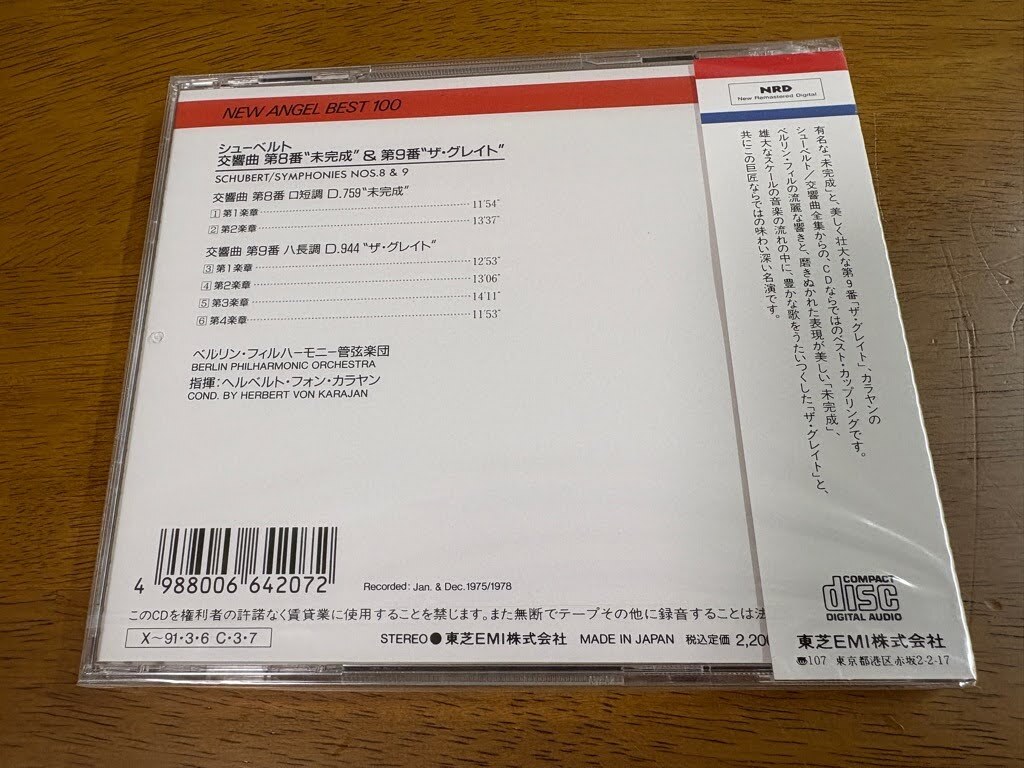 NEW ANGEL BEST 100
シューベルト
交響曲 第8番“未完成” & 第9番“ザ・グレイト”
SCHUBERT/SYMPHONIES NOS.8 & 9
交響曲 第8番 ロ短調 D.759 “未完成”
1 第1楽章 11'54"
2 第2楽章 13'37"
交響曲 第9番 ハ長調 D.944 “ザ・グレイト”
3 第1楽章 12'53"
4 第2楽章 13'06"
5 第3楽章 14'11"
6 第4楽章 11'53"
ベルリン・フィルハーモニー管弦楽団
BERLIN PHILHARMONIC ORCHESTRA
指揮:ヘルベルト・フォン・カラヤン
COND. BY HERBERT VON KARAJAN
4 988006 642072
Recorded: Jan. & Dec.1975/1978
このCDを権利者の許諾なく賃貸業に使用することを禁じます。また無断でテープその他に録音することは法
X~91・3・6 C・3・7
STEREO ● 東芝EMI株式会社 MADE IN JAPAN 税込定価 2,20
NRD
New Remastered Digital
有名な「未完成」と、美しく壮大な第9番「ザ・グレイト」、カラヤンの
シューベルト/交響曲全集からの、CDならではのベスト・カップリングです。
ベルリン・フィルの流麗な響きと、磨きぬかれた表現が美しい「未完成」、
雄大なスケールの音楽の流れの中に、豊かな歌をうたいつくした「ザ・グレイト」と、
共にこの巨匠ならではの味わい深い名演です。
COMPACT
disc
DIGITAL AUDIO
東芝EMI株式会社
〠107 東京都港区赤坂2-2-17